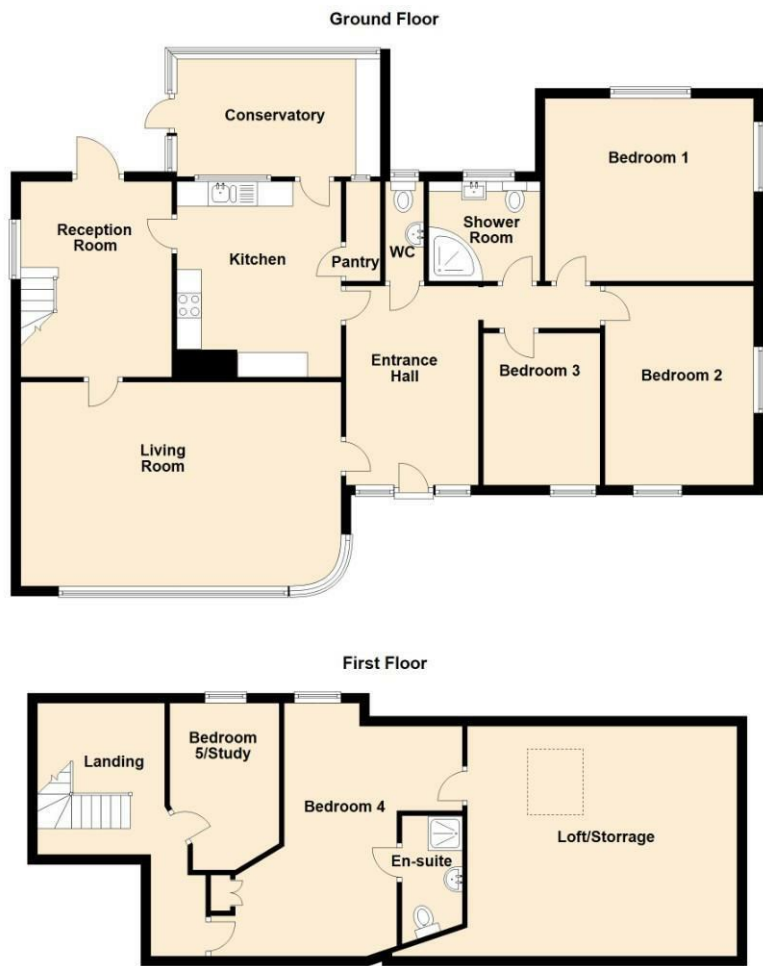 Ground Floor
Conservatory
Bedroom 1
Reception
Room
Kitchen
Pantry
WC
Shower
Room
Entrance
Hall
Bedroom 3
Bedroom 2
Living
Room
First Floor
Landing
Bedroom
5/Study
Bedroom 4
En-suite
Loft/Storrage